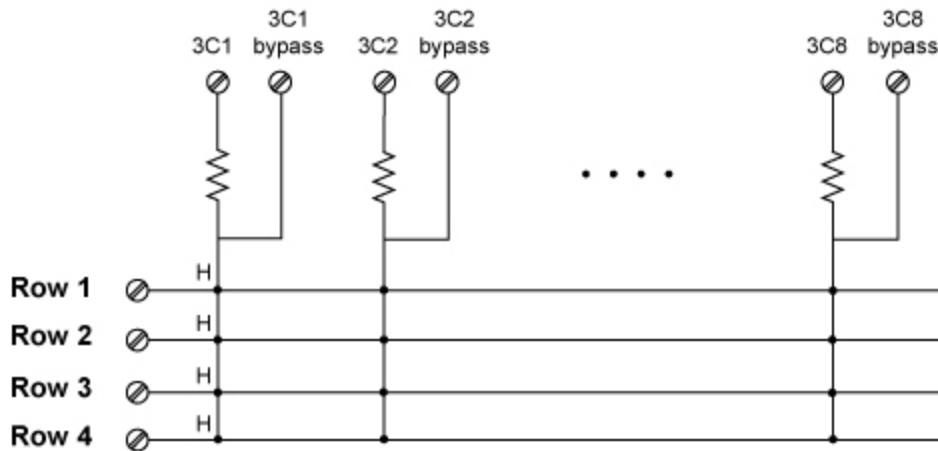 3C1 3C1 bypass 3C2 3C2 bypass 3C8 3C8 bypass
Row 1 H
Row 2 H
Row 3 H
Row 4 H